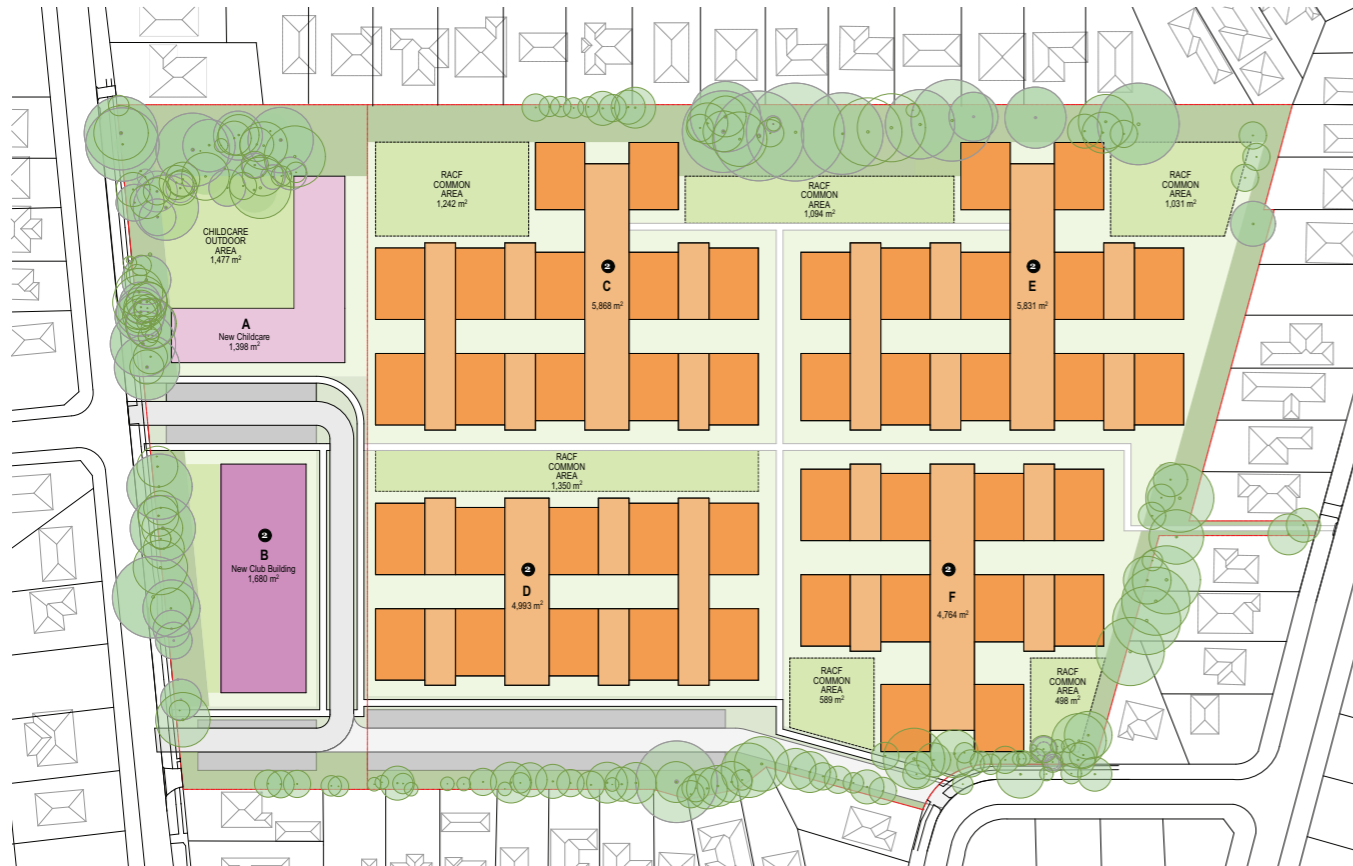 RACF
COMMON
AREA
1,242 m²
RACF
COMMON
AREA
1,094 m²
RACF
COMMON
AREA
1,031 m²
CHILDCARE
OUTDOOR
AREA
1,477 m²
A
New Childcare
1,398 m²
2
C
5,868 m²
2
E
5,831 m²
RACF
COMMON
AREA
1,350 m²
2
B
New Club Building
1,680 m²
2
D
4,993 m²
2
F
4,764 m²
RACF
COMMON
AREA
589 m²
RACF
COMMON
AREA
498 m²